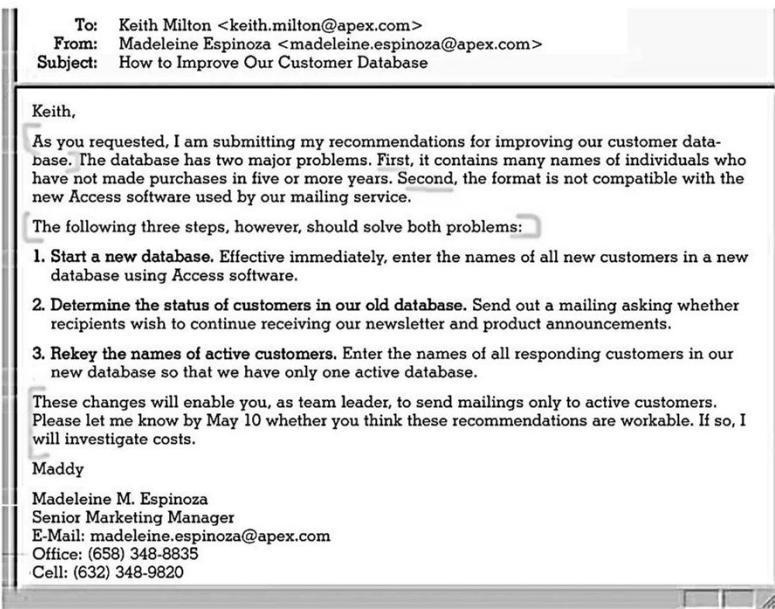 To: Keith Milton <keith.milton@apex.com>
From: Madeleine Espinoza <madeleine.espinoza@apex.com>
Subject: How to Improve Our Customer Database
Keith,
As you requested, I am submitting my recommendations for improving our customer data-
base. The database has two major problems. First, it contains many names of individuals who
have not made purchases in five or more years. Second, the format is not compatible with the
new Access software used by our mailing service.
The following three steps, however, should solve both problems:
1. Start a new database. Effective immediately, enter the names of all new customers in a new
database using Access software.
2. Determine the status of customers in our old database. Send out a mailing asking whether
recipients wish to continue receiving our newsletter and product announcements.
3. Rekey the names of active customers. Enter the names of all responding customers in our
new database so that we have only one active database.
These changes will enable you, as team leader, to send mailings only to active customers.
Please let me know by May 10 whether you think these recommendations are workable. If so, I
will investigate costs.
Maddy
Madeleine M. Espinoza
Senior Marketing Manager
E-Mail: madeleine.espinoza@apex.com
Office: (658) 348-8835
Cell: (632) 348-9820